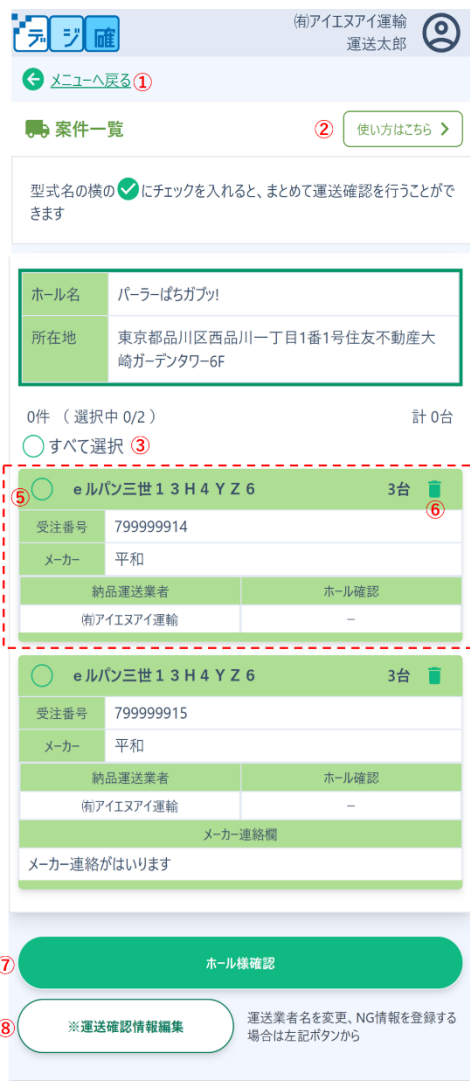 デジ確
㈲アイエヌアイ運輸
運送太郎
メニューへ戻る①
案件一覧
② 使い方はこちら
型式名の横の にチェックを入れると、まとめて運送確認を行うことがで
きます
ホール名 パーラーぱちガブッ!
所在地 東京都品川区西品川一丁目1番1号住友不動産大
崎ガーデンタワー6F
0件 （ 選択中 0/2 ） 計 0台
すべて選択 ③
⑤ eルパン三世１３Ｈ４ＹＺ６ 3台
⑥
受注番号 799999914
メーカー 平和
納品運送業者 ホール確認
㈲アイエヌアイ運輸 −
eルパン三世１３Ｈ４ＹＺ６ 3台
受注番号 799999915
メーカー 平和
納品運送業者 ホール確認
㈲アイエヌアイ運輸 −
メーカー連絡欄
メーカー連絡がはいります
⑦ ホール様確認
⑧ ※運送確認情報編集 運送業者名を変更、NG情報を登録する
場合は左記ボタンから